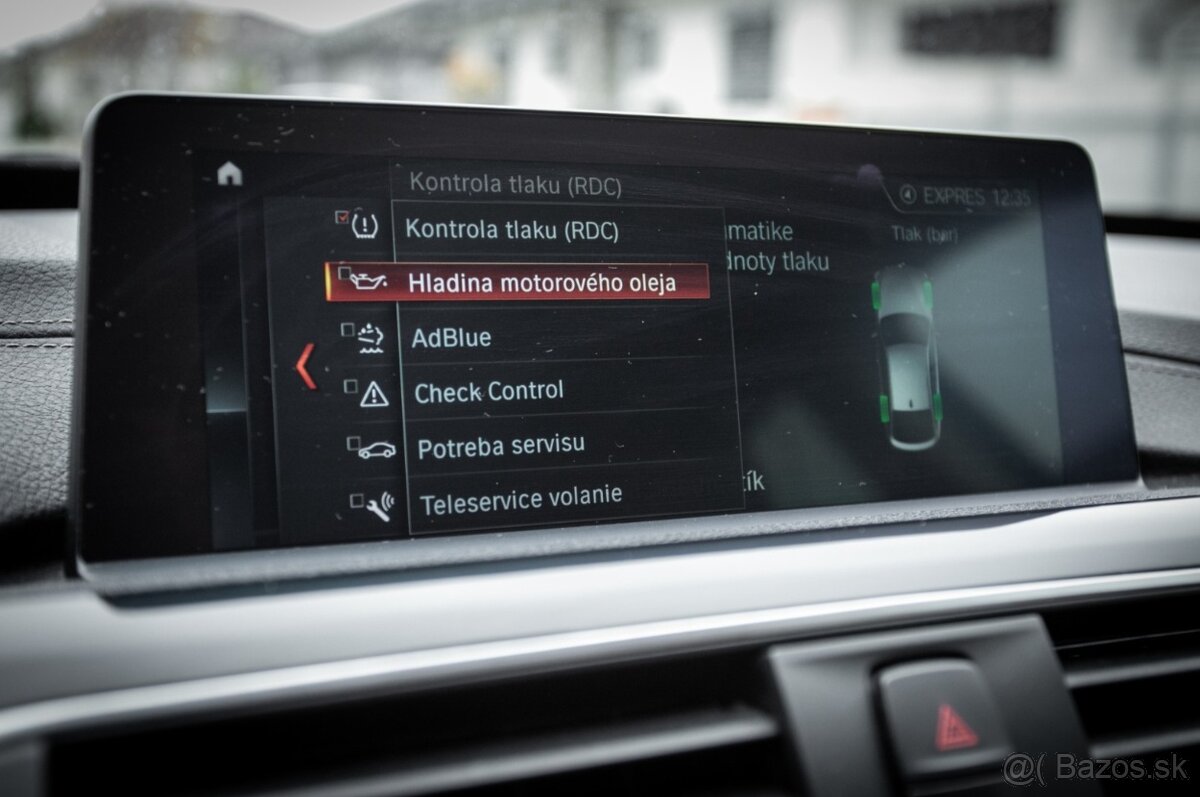 Kontrola tlaku (RDC)
EXPRES 12:35
Kontrola tlaku (RDC)
matike
Tlak (bar)
dnoty tlaku
Hladina motorového oleja
AdBlue
Check Control
Potreba servisu
tík
Teleservice volanie
@( Bazos.sk